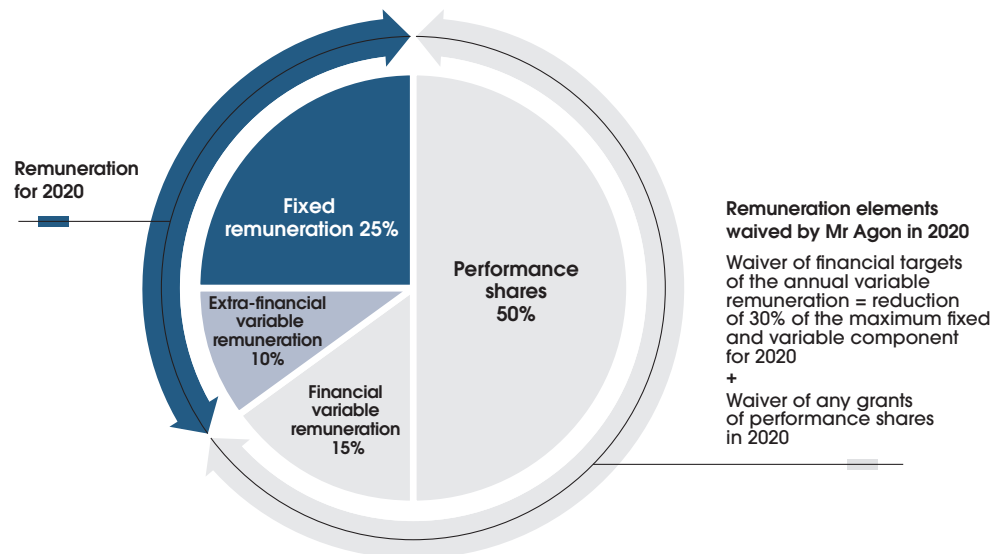 Remuneration
for 2020
Fixed
remuneration 25%
Extra-financial
variable
remuneration
10%
Financial
variable
remuneration
15%
Performance
shares
50%
Remuneration elements
waived by Mr Agon in 2020
Waiver of financial targets
of the annual variable
remuneration = reduction
of 30% of the maximum fixed
and variable component
for 2020
+
Waiver of any grants
of performance shares
in 2020